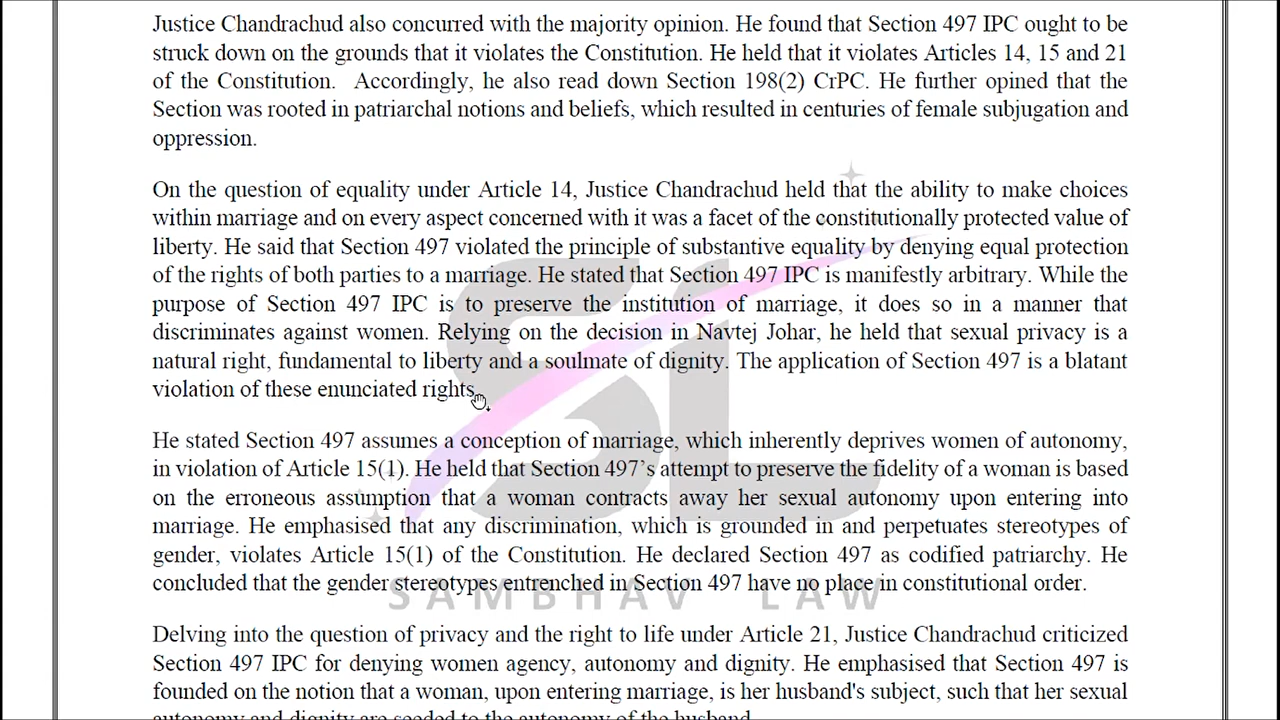 Justice Chandrachud also concurred with the majority opinion. He found that Section 497 IPC ought to be
struck down on the grounds that it violates the Constitution. He held that it violates Articles 14, 15 and 21
of the Constitution. Accordingly, he also read down Section 198(2) CrPC. He further opined that the
Section was rooted in patriarchal notions and beliefs, which resulted in centuries of female subjugation and
oppression.
On the question of equality under Article 14, Justice Chandrachud held that the ability to make choices
within marriage and on every aspect concerned with it was a facet of the constitutionally protected value of
liberty. He said that Section 497 violated the principle of substantive equality by denying equal protection
of the rights of both parties to a marriage. He stated that Section 497 IPC is manifestly arbitrary. While the
purpose of Section 497 IPC is to preserve the institution of marriage, it does so in a manner that
discriminates against women. Relying on the decision in Navtej Johar, he held that sexual privacy is a
natural right, fundamental to liberty and a soulmate of dignity. The application of Section 497 is a blatant
violation of these enunciated rights.
He stated Section 497 assumes a conception of marriage, which inherently deprives women of autonomy,
in violation of Article 15(1). He held that Section 497's attempt to preserve the fidelity of a woman is based
on the erroneous assumption that a woman contracts away her sexual autonomy upon entering into
marriage. He emphasised that any discrimination, which is grounded in and perpetuates stereotypes of
gender, violates Article 15(1) of the Constitution. He declared Section 497 as codified patriarchy. He
concluded that the gender stereotypes entrenched in Section 497 have no place in constitutional order.
SAMBHAV LAW
Delving into the question of privacy and the right to life under Article 21, Justice Chandrachud criticized
Section 497 IPC for denying women agency, autonomy and dignity. He emphasised that Section 497 is
founded on the notion that a woman, upon entering marriage, is her husband's subject, such that her sexual
autonomy and dignity are seeded to the autonomy of the husband.
SL